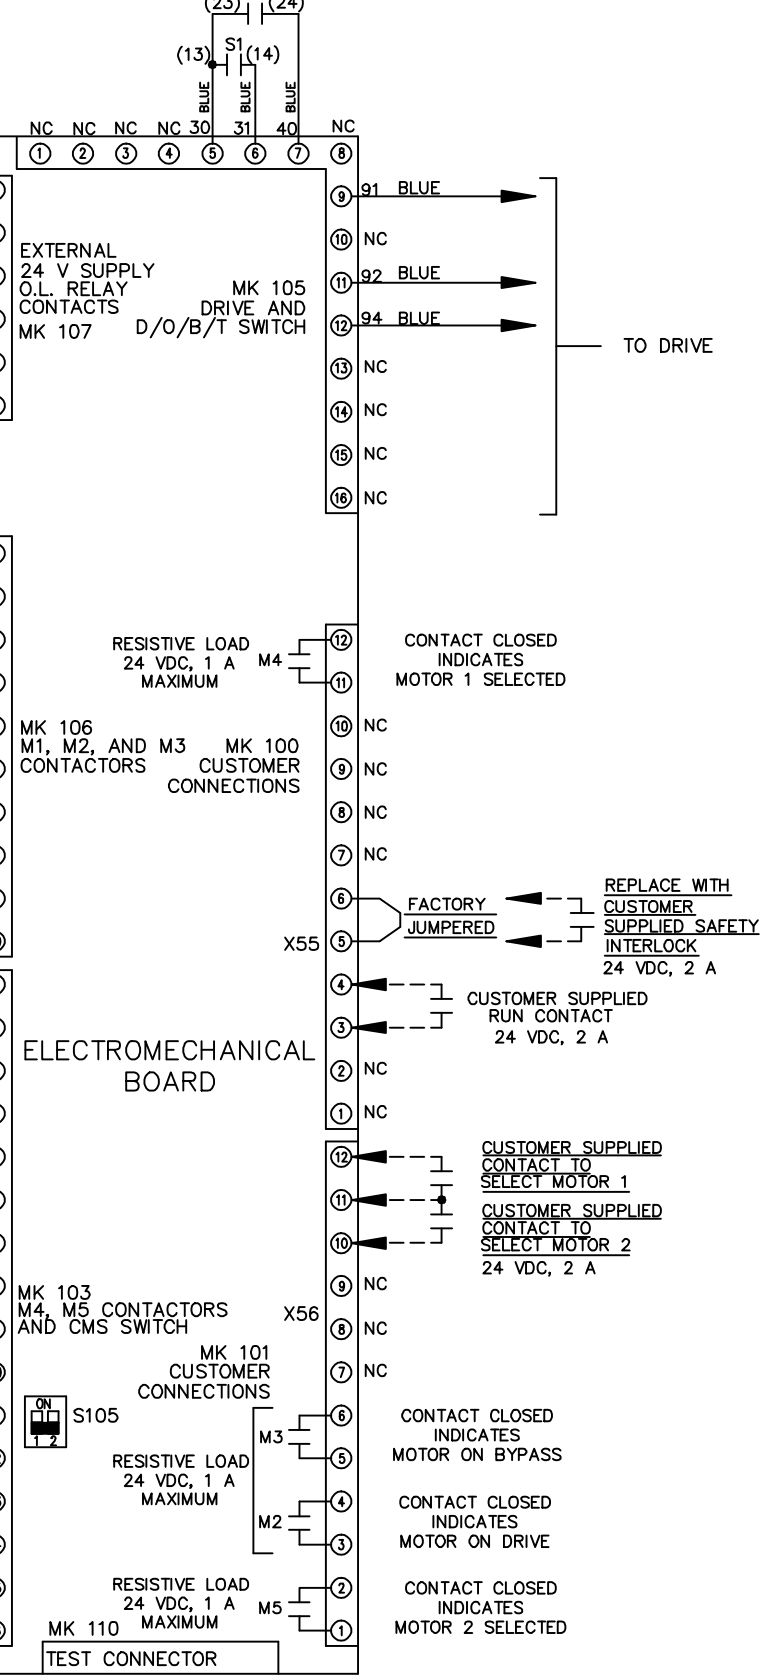 (23) (24)
S1
(13) (14)
BLUE BLUE BLUE
NC NC NC NC 30 31 40 NC
1 2 3 4 5 6 7 8
9 91 BLUE
10 NC
EXTERNAL
24 V SUPPLY
O.L. RELAY
CONTACTS
MK 107
MK 105
DRIVE AND
D/O/B/T SWITCH
11 92 BLUE
12 94 BLUE
TO DRIVE
13 NC
14 NC
15 NC
16 NC
RESISTIVE LOAD
24 VDC, 1 A
MAXIMUM
M4
12
11
CONTACT CLOSED
INDICATES
MOTOR 1 SELECTED
MK 106
M1, M2, AND M3
CONTACTORS
MK 100
CUSTOMER
CONNECTIONS
10 NC
9 NC
8 NC
7 NC
6
5
X55
FACTORY
JUMPERED
REPLACE WITH
CUSTOMER
SUPPLIED SAFETY
INTERLOCK
24 VDC, 2 A
4
3
CUSTOMER SUPPLIED
RUN CONTACT
24 VDC, 2 A
ELECTROMECHANICAL
BOARD
2 NC
1 NC
12
11
10
CUSTOMER SUPPLIED
CONTACT TO
SELECT MOTOR 1
CUSTOMER SUPPLIED
CONTACT TO
SELECT MOTOR 2
24 VDC, 2 A
MK 103
M4, M5 CONTACTORS
AND CMS SWITCH
X56
9 NC
8 NC
7 NC
MK 101
CUSTOMER
CONNECTIONS
ON
1 2
S105
M3
6
5
CONTACT CLOSED
INDICATES
MOTOR ON BYPASS
RESISTIVE LOAD
24 VDC, 1 A
MAXIMUM
M2
4
3
CONTACT CLOSED
INDICATES
MOTOR ON DRIVE
RESISTIVE LOAD
24 VDC, 1 A
MAXIMUM
M5
2
1
CONTACT CLOSED
INDICATES
MOTOR 2 SELECTED
MK 110
TEST CONNECTOR